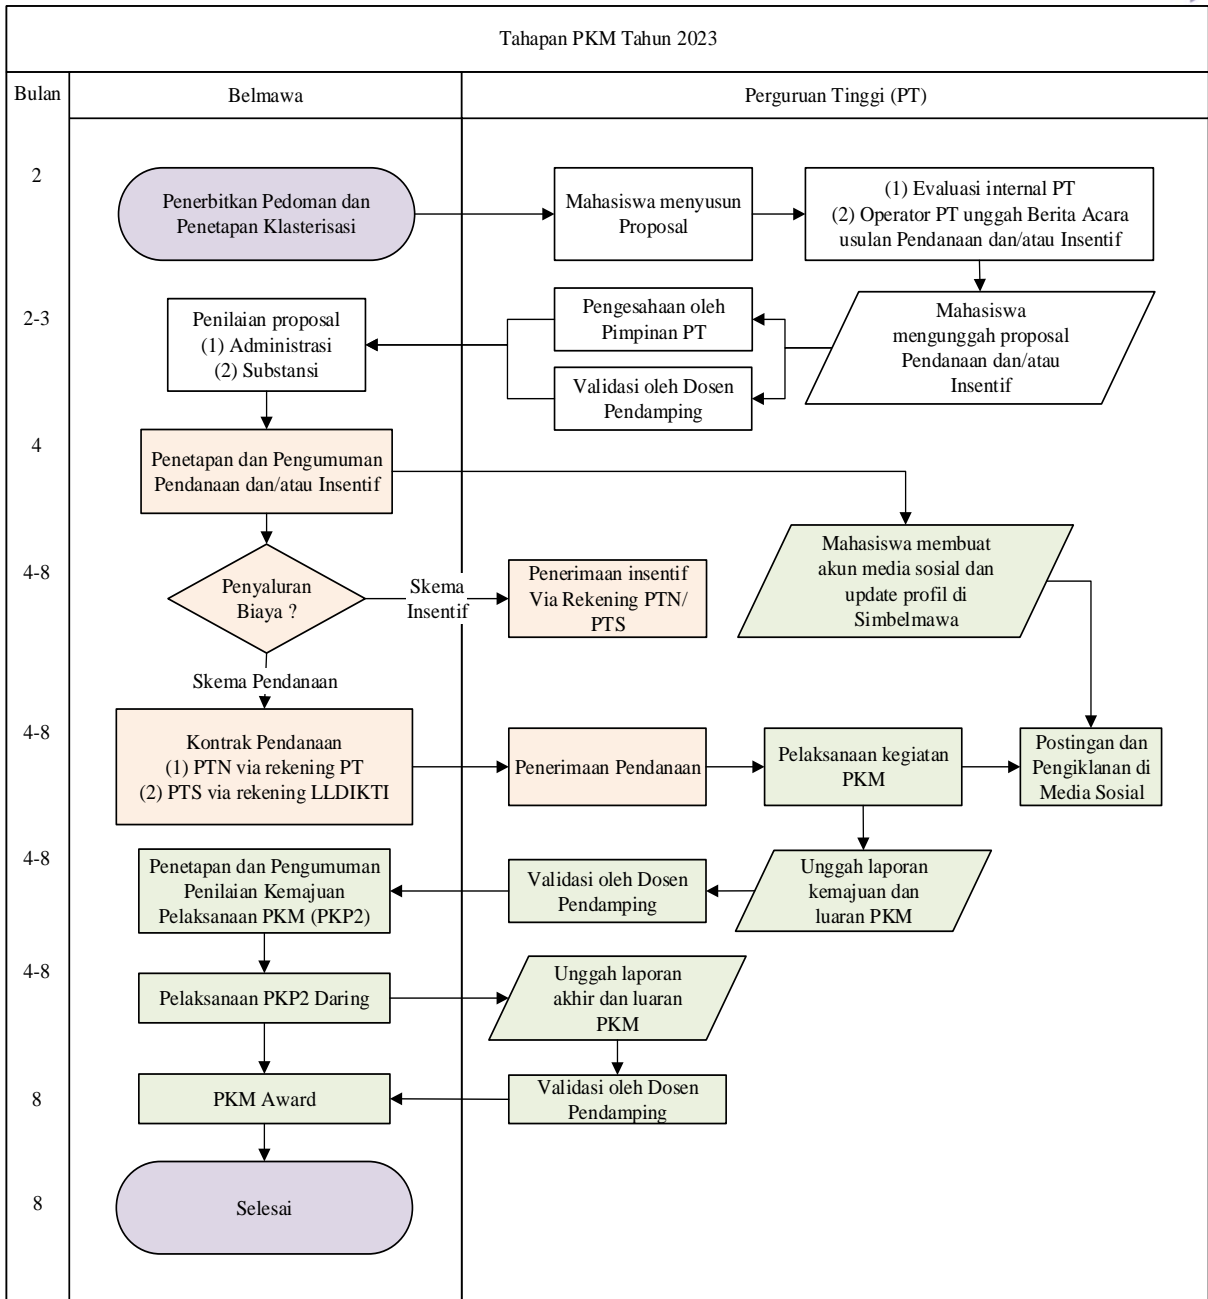 Tahapan PKM Tahun 2023
Bulan
Belmawa
Perguruan Tinggi (PT)
2
Penerbitkan Pedoman dan
Penetapan Klasterisasi
Mahasiswa menyusun
Proposal
(1) Evaluasi internal PT
(2) Operator PT unggah Berita Acara
usulan Pendanaan dan/atau Insentif
2-3
Penilaian proposal
(1) Administrasi
(2) Substansi
Pengesahaan oleh
Pimpinan PT
Validasi oleh Dosen
Pendamping
Mahasiswa
mengunggah proposal
Pendanaan dan/atau
Insentif
4
Penetapan dan Pengumuman
Pendanaan dan/atau Insentif
4-8
Penyaluran
Biaya ?
Skema
Insentif
Penerimaan insentif
Via Rekening PTN/
PTS
Mahasiswa membuat
akun media sosial dan
update profil di
Simbelmawa
Skema Pendanaan
4-8
Kontrak Pendanaan
(1) PTN via rekening PT
(2) PTS via rekening LLDIKTI
Penerimaan Pendanaan
Pelaksanaan kegiatan
PKM
Postingan dan
Pengiklanan di
Media Sosial
4-8
Penetapan dan Pengumuman
Penilaian Kemajuan
Pelaksanaan PKM (PKP2)
Validasi oleh Dosen
Pendamping
Unggah laporan
kemajuan dan
luaran PKM
4-8
Pelaksanaan PKP2 Daring
Unggah laporan
akhir dan luaran
PKM
8
PKM Award
Validasi oleh Dosen
Pendamping
8
Selesai